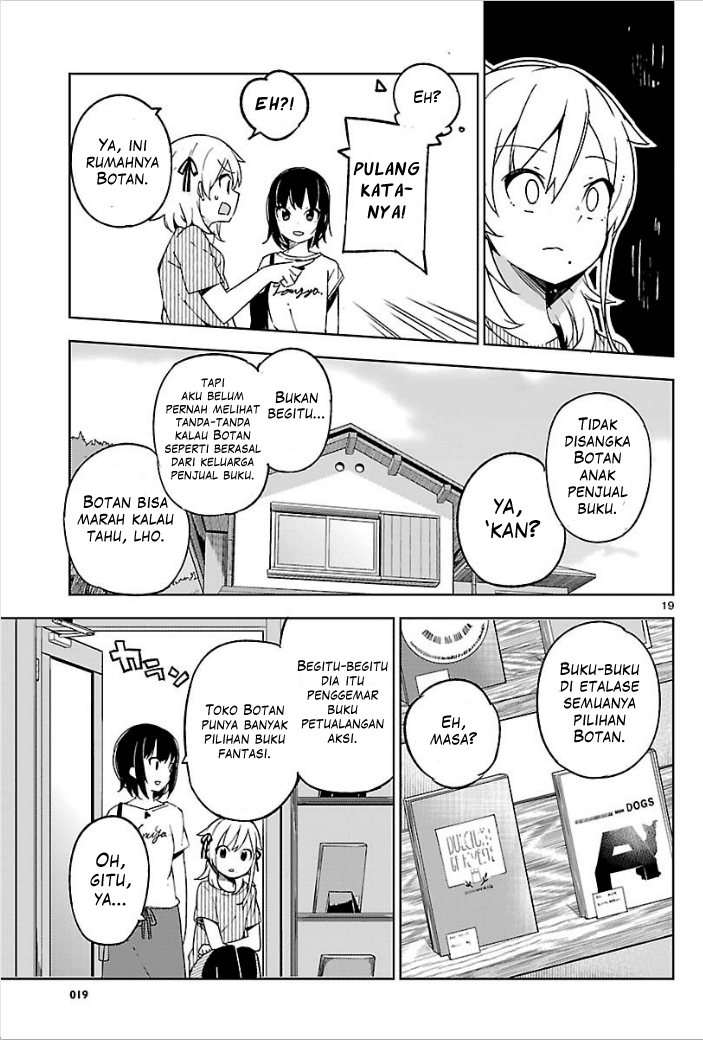 EH?
PULANG
KATA-
NYA!
EH?!
YA, INI
RUMAHNYA
BOTAN.
TIDAK
DISANGKA
BOTAN
ANAK
PENJUAL
BUKU.
YA,
'KAN?
BUKAN
BEGITU...
TAPI
AKU BELUM
PERNAH MELIHAT
TANDA-TANDA
KALAU BOTAN
SEPERTI BERASAL
DARI KELUARGA
PENJUAL BUKU.
BOTAN BISA
MARAH KALAU
TAHU, LHO.
19
BUKU-BUKU
DI ETALASE
SEMUANYA
PILIHAN
BOTAN.
EH,
MASA?
DOGS
A
BEGITU-BEGITU
DIA ITU
PENGGEMAR
BUKU
PETUALANGAN
AKSI.
TOKO BOTAN
PUNYA BANYAK
PILIHAN BUKU
FANTASI.
カラン
OH,
GITU,
YA...
019